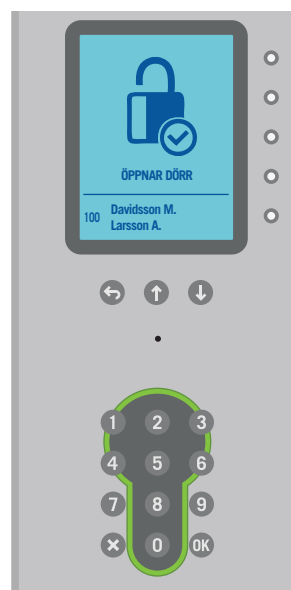 ÖPPNAR DÖRR
100 Davidsson M.
Larsson A.
1 2 3
4 5 6
7 8 9
0 OK